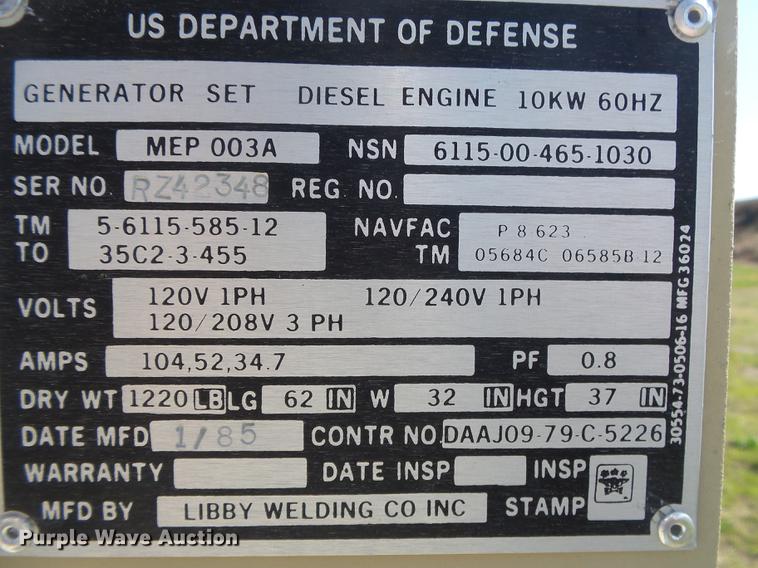 US DEPARTMENT OF DEFENSE
GENERATOR SET DIESEL ENGINE 10KW 60HZ
MODEL MEP 003A NSN 6115-00-465-1030
SER NO. RZ42348 REG NO.
TM 5-6115-585-12 NAVFAC P 8 623
TO 35C2-3-455 TM 05684C 06585B 12
VOLTS 120V 1PH 120/240V 1PH
120/208V 3 PH
AMPS 104,52,34.7 PF 0.8
DRY WT 1220 LB LG 62 IN W 32 IN HGT 37 IN
DATE MFD 1/85 CONTR NO. DAAJ09-79-C-5226
WARRANTY DATE INSP INSP
MFD BY LIBBY WELDING CO INC STAMP
30554-73-0506-16 MFG 36024
Purple Wave Auction